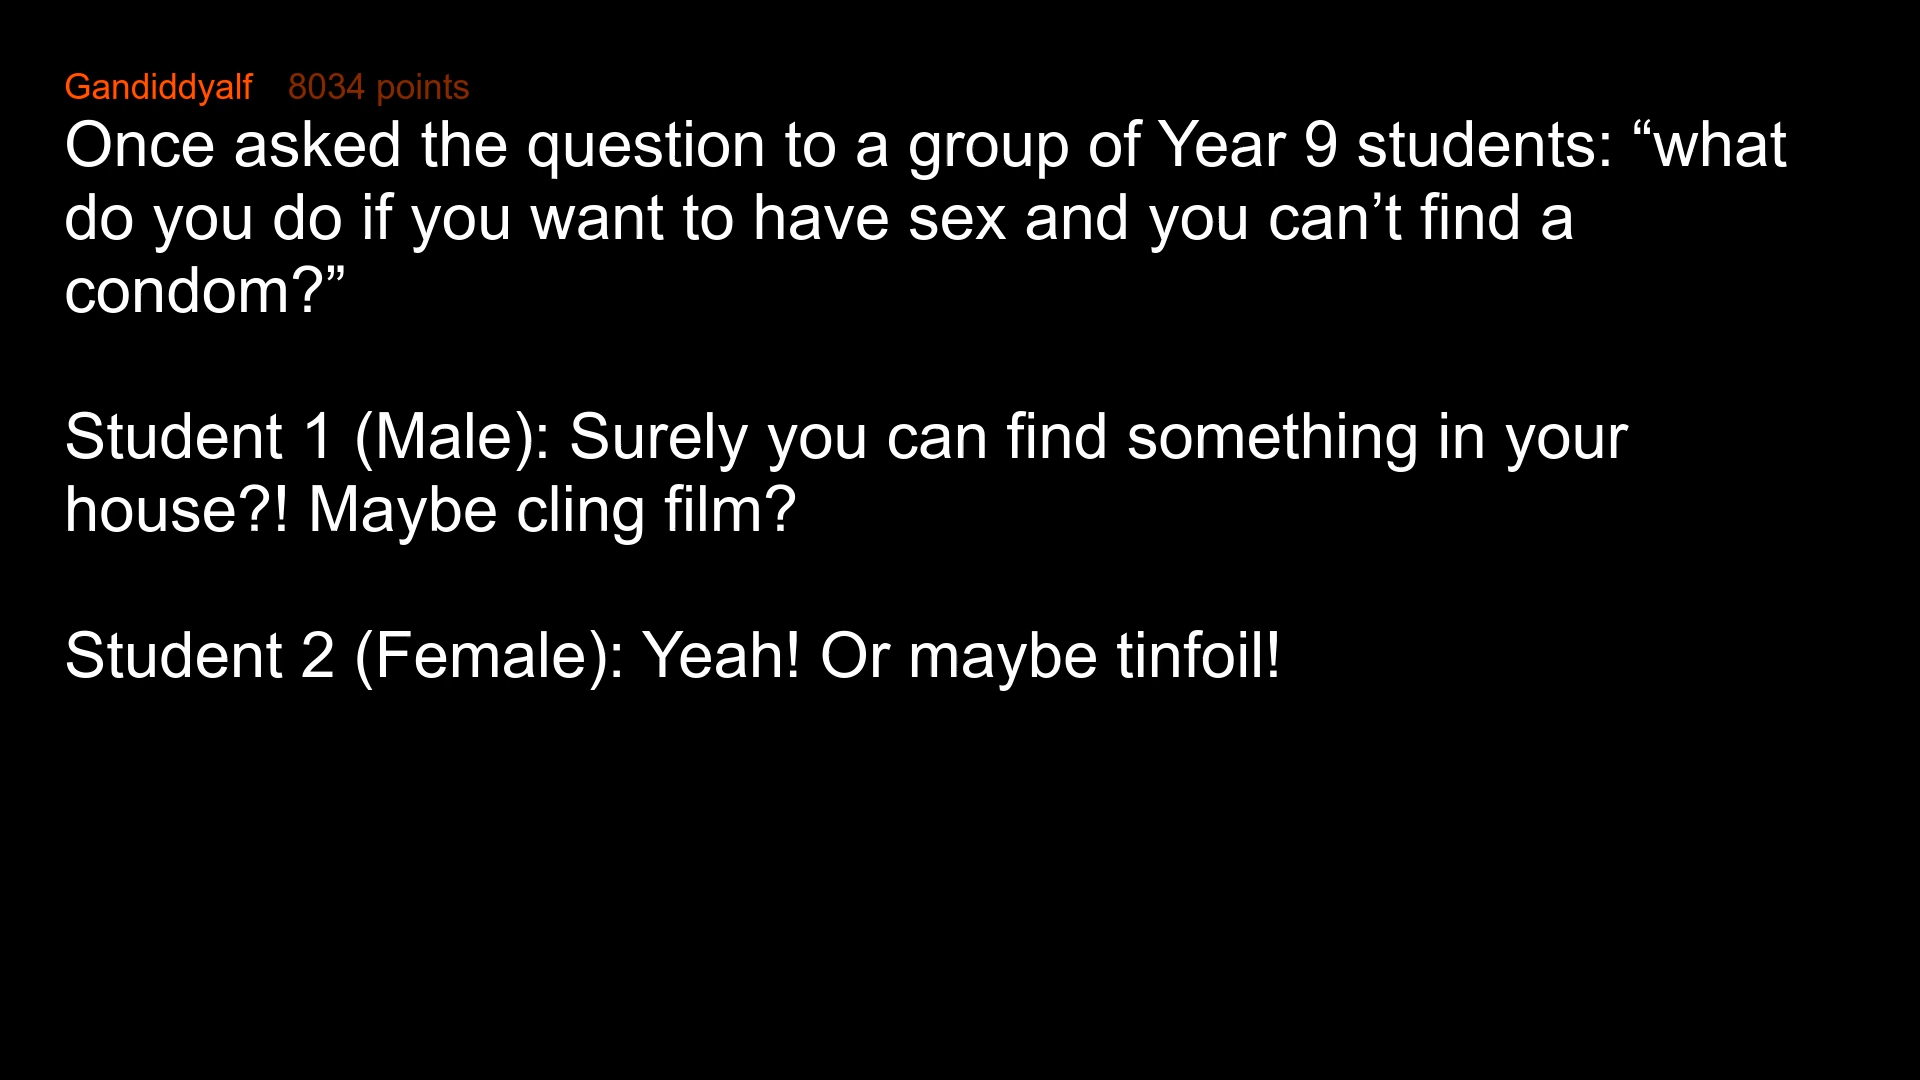 Gandiddyalf 8034 points
Once asked the question to a group of Year 9 students: “what
do you do if you want to have sex and you can’t find a
condom?”
Student 1 (Male): Surely you can find something in your
house?! Maybe cling film?
Student 2 (Female): Yeah! Or maybe tinfoil!